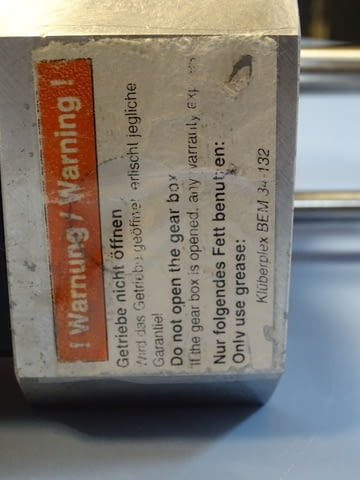 ! Warnung / Warning !
Getriebe nicht öffnen
Wird das Getriebe geöffnet erlischt jegliche
Garantie!
Do not open the gear box
If the gear box is opened, any warranty
Nur folgendes Fett benutzen:
Only use grease:
Klüberplex BEM 34-132